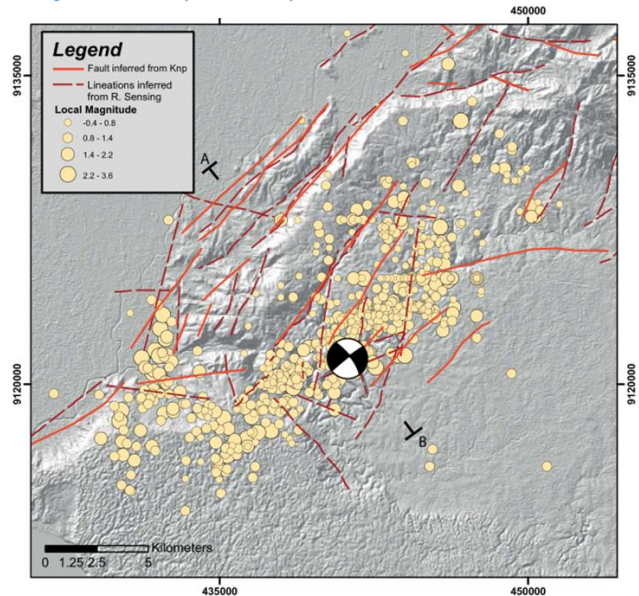 450000
Legend
Fault inferred from Knp
Lineations inferred
from R. Sensing
Local Magnitude
-0.4 - 0.8
0.8 - 1.4
1.4 - 2.2
2.2 - 3.6
9135000
9135000
A
9120000
9120000
B
Kilometers
0 1.25 2.5 5
435000
450000